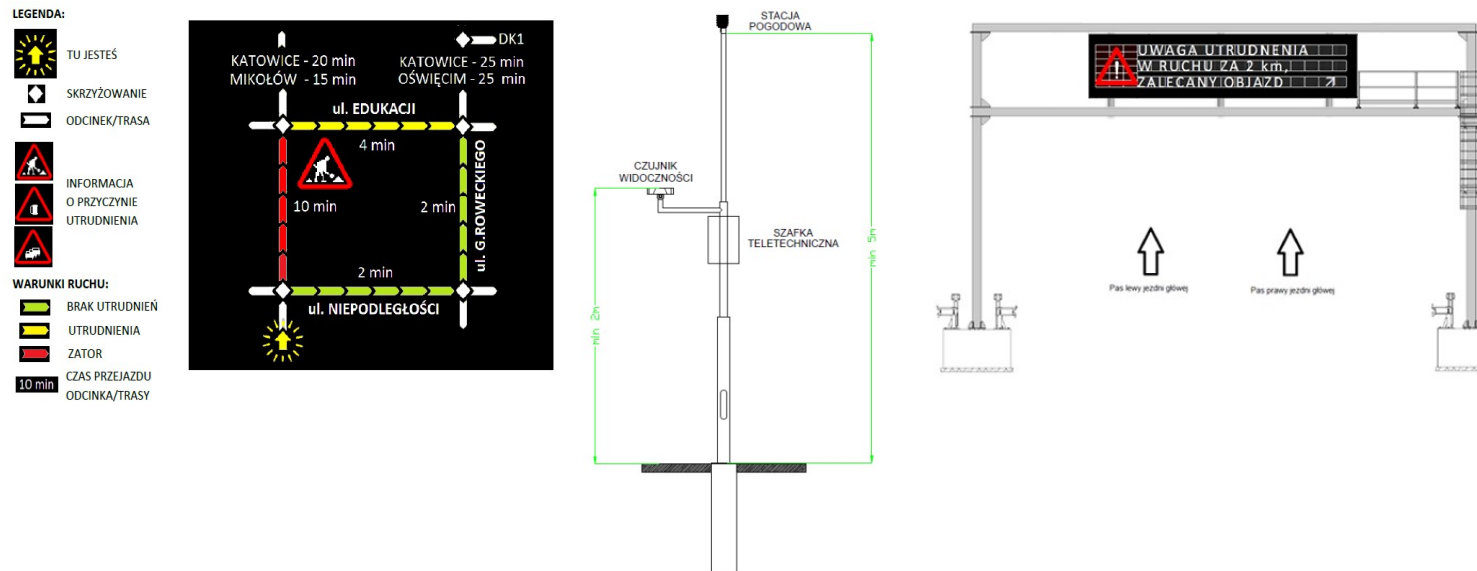 LEGENDA:
TU JESTEŚ
SKRZYŻOWANIE
ODCINEK/TRASA
INFORMACJA
O PRZYCZYNIE
UTRUDNIENIA
WARUNKI RUCHU:
BRAK UTRUDNIEŃ
UTRUDNIENIA
ZATOR
10 min
CZAS PRZEJAZDU
ODCINKA/TRASY
DK1
KATOWICE - 20 min
MIKOŁÓW - 15 min
KATOWICE - 25 min
OŚWIĘCIM - 25 min
ul. EDUKACJI
4 min
10 min
2 min
ul. G.ROWECKIEGO
2 min
ul. NIEPODLEGŁOŚCI
STACJA
POGODOWA
CZUJNIK
WIDOCZNOŚCI
SZAFKA
TELETECHNICZNA
min 2m
min 5m
UWAGA UTRUDNIENIA
W RUCHU ZA 2 km,
ZALECANY OBJAZD
Pas lewy jezdni głównej
Pas prawy jezdni głównej